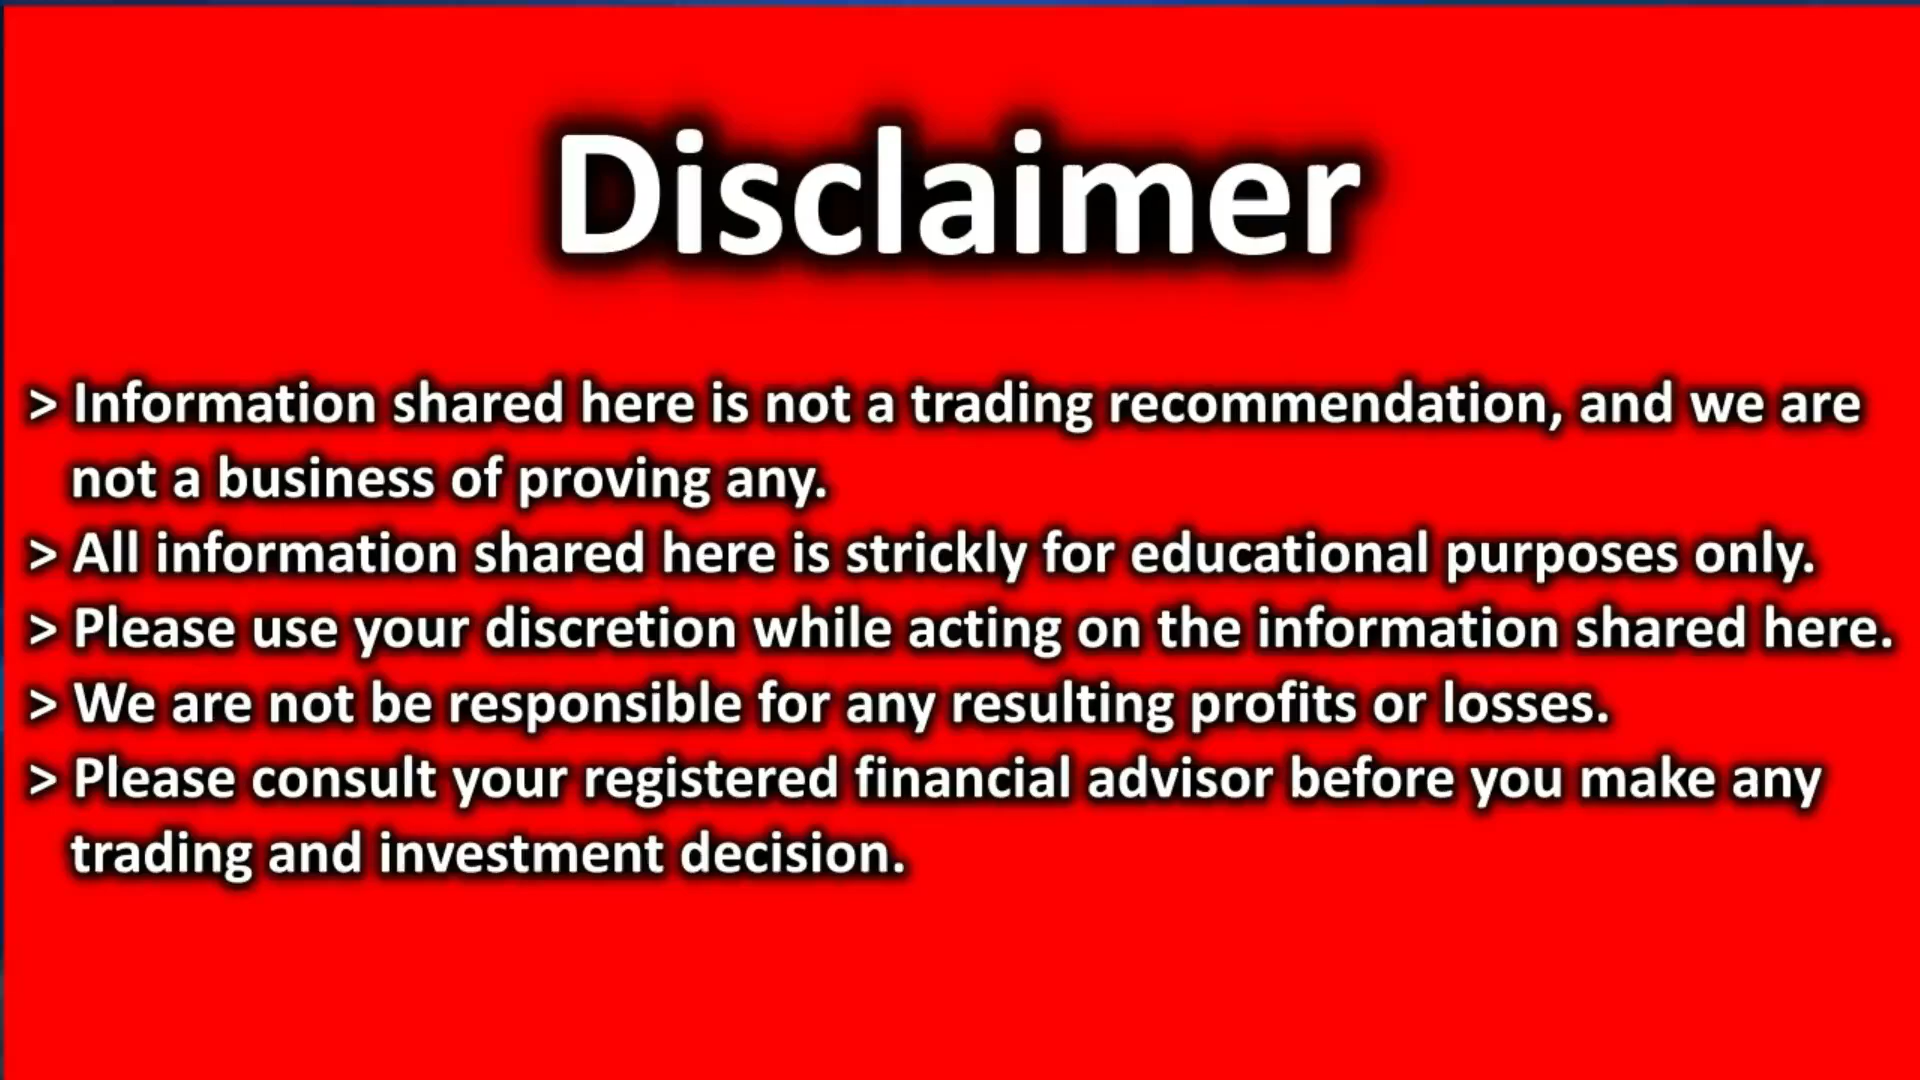 Disclaimer
> Information shared here is not a trading recommendation, and we are
not a business of proving any.
> All information shared here is strickly for educational purposes only.
> Please use your discretion while acting on the information shared here.
> We are not be responsible for any resulting profits or losses.
> Please consult your registered financial advisor before you make any
trading and investment decision.